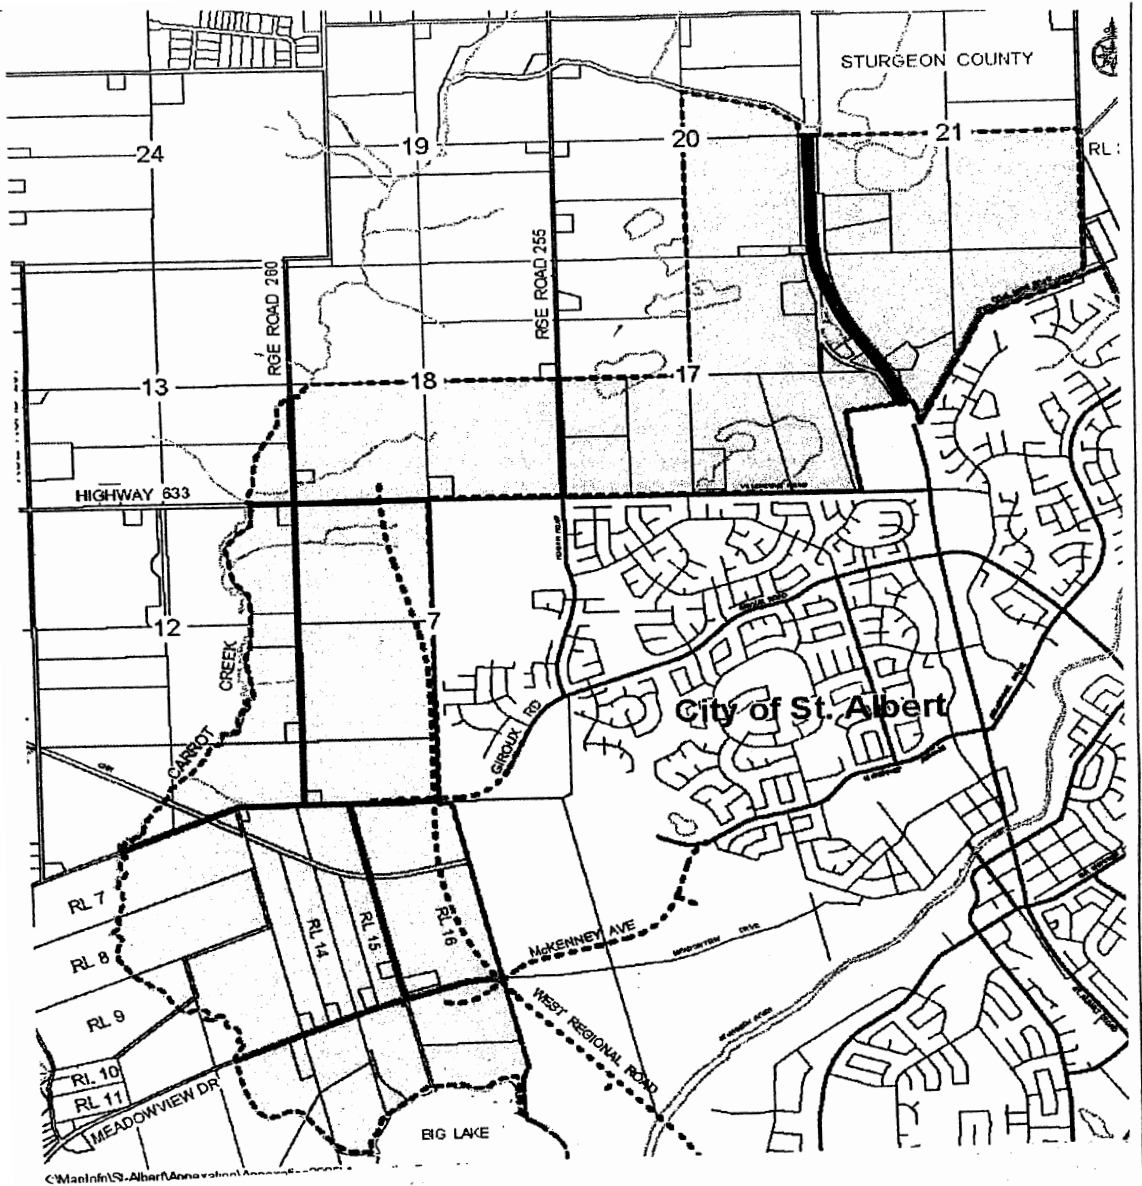 STURGEON COUNTY
24
19
20
21
RL
RGE ROAD 260
RGE ROAD 255
13
18
17
HIGHWAY 633
12
7
CARROT
CREEK
GIROUX RD
City of St. Albert
RL 7
RL 8
RL 9
RL 10
RL 11
RL 14
RL 15
RL 16
McKENNEY AVE
MEADOWVIEW DRIVE
WEST REGIONAL ROAD
MEADOWVIEW DR
BIG LAKE